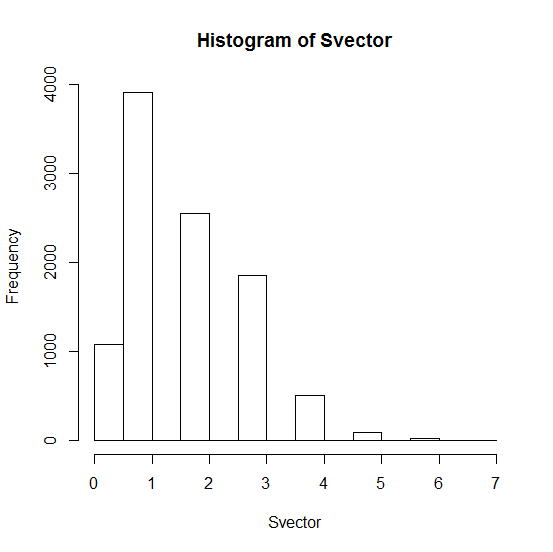 Histogram of Svector
Frequency
4000
3000
2000
1000
0
0 1 2 3 4 5 6 7
Svector